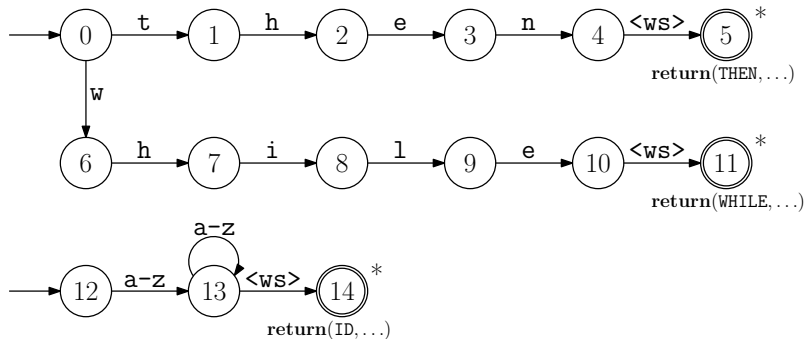 0 t 1 h 2 e 3 n 4 <ws> 5 *
return(THEN,...)
w
6 h 7 i 8 l 9 e 10 <ws> 11 *
return(WHILE,...)
a-z
12 a-z 13 <ws> 14 *
return(ID,...)